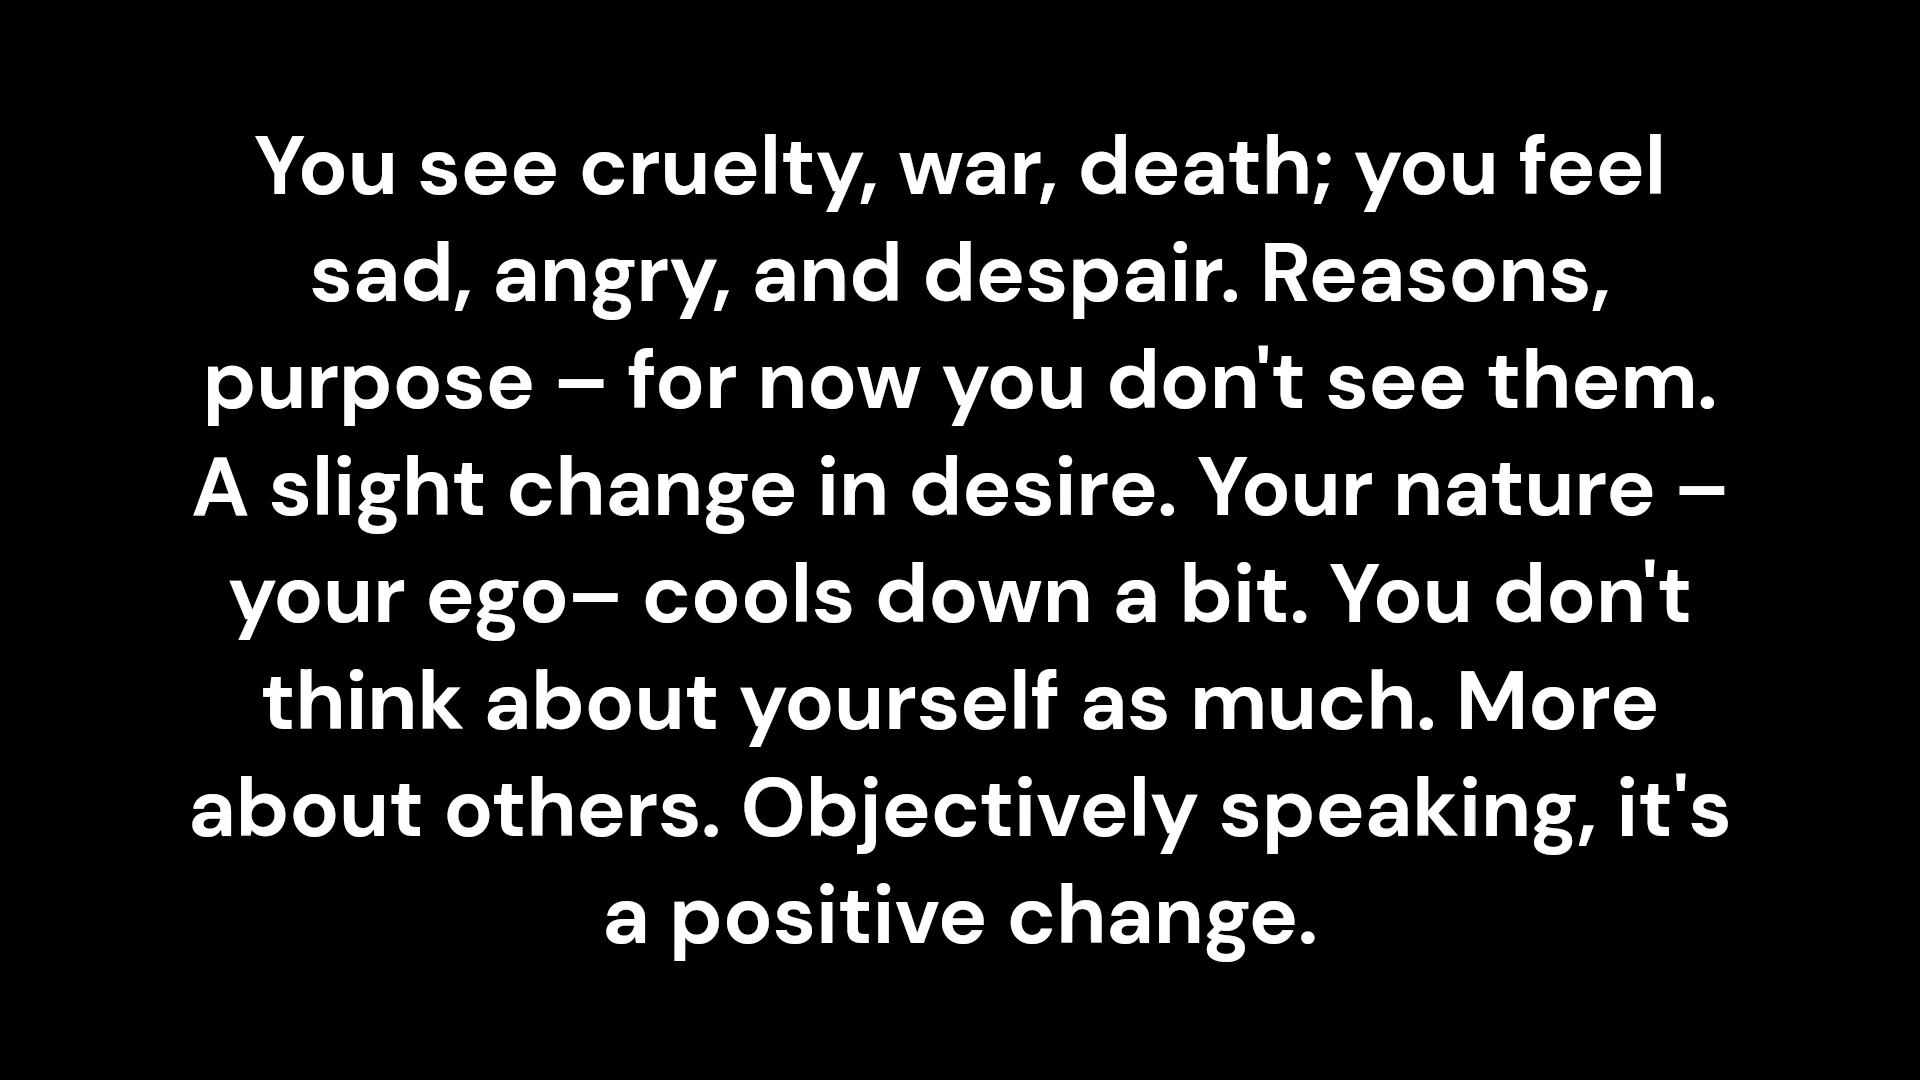 You see cruelty, war, death; you feel
sad, angry, and despair. Reasons,
purpose – for now you don't see them.
A slight change in desire. Your nature –
your ego– cools down a bit. You don't
think about yourself as much. More
about others. Objectively speaking, it's
a positive change.